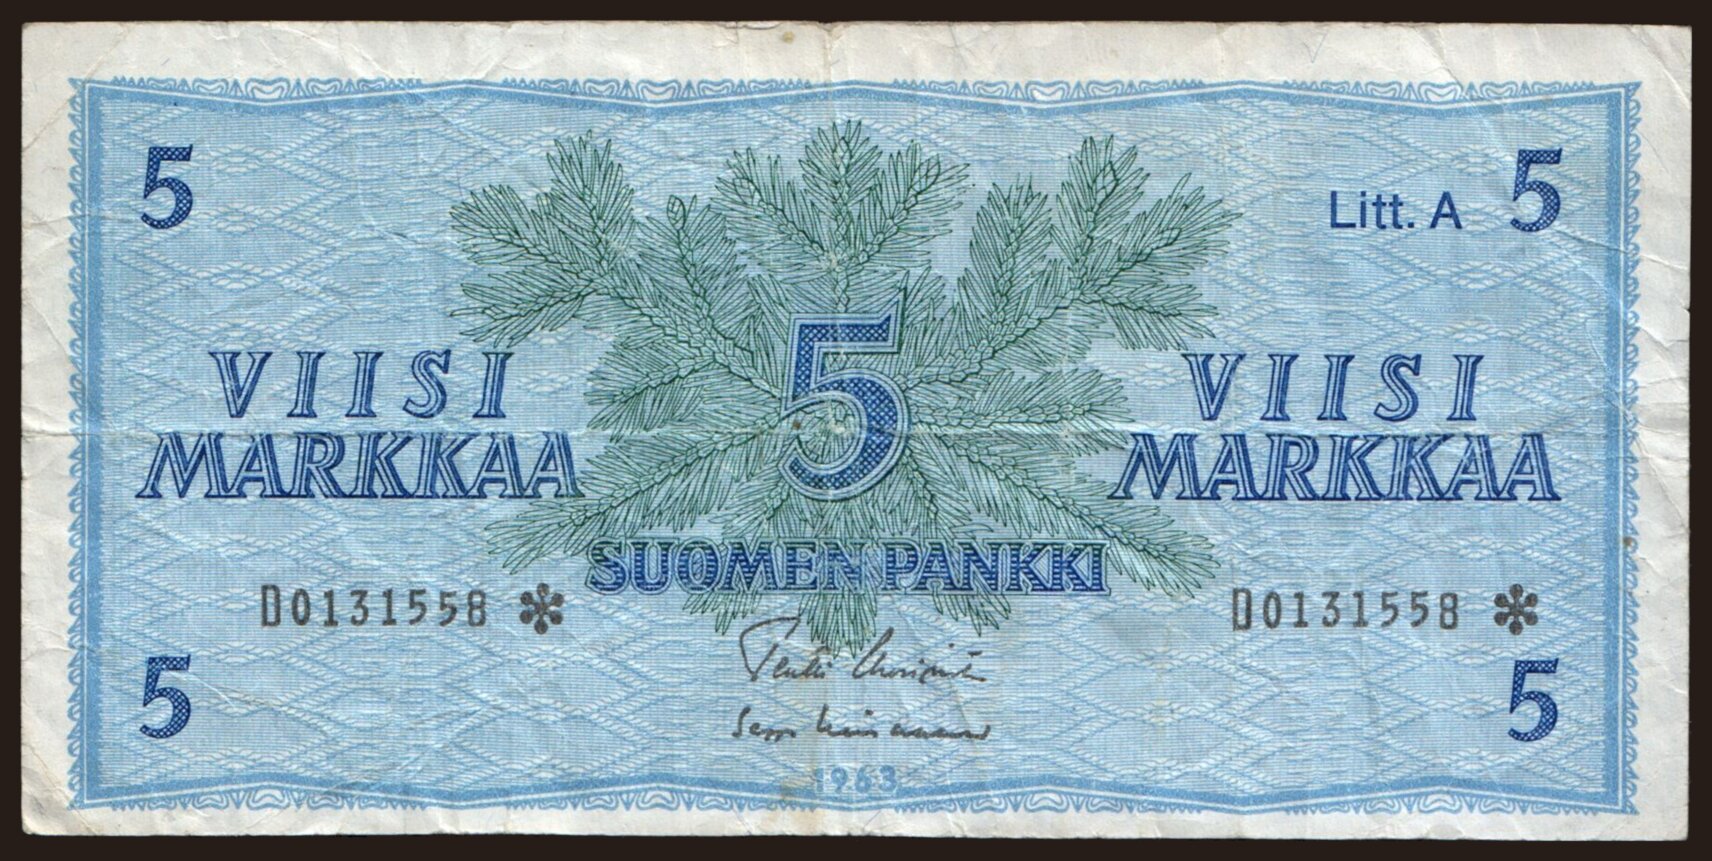 5
Litt. A 5
VIISI
MARKKAA
5
VIISI
MARKKAA
SUOMEN PANKKI
D0131558 *
D0131558 *
5
5
1963